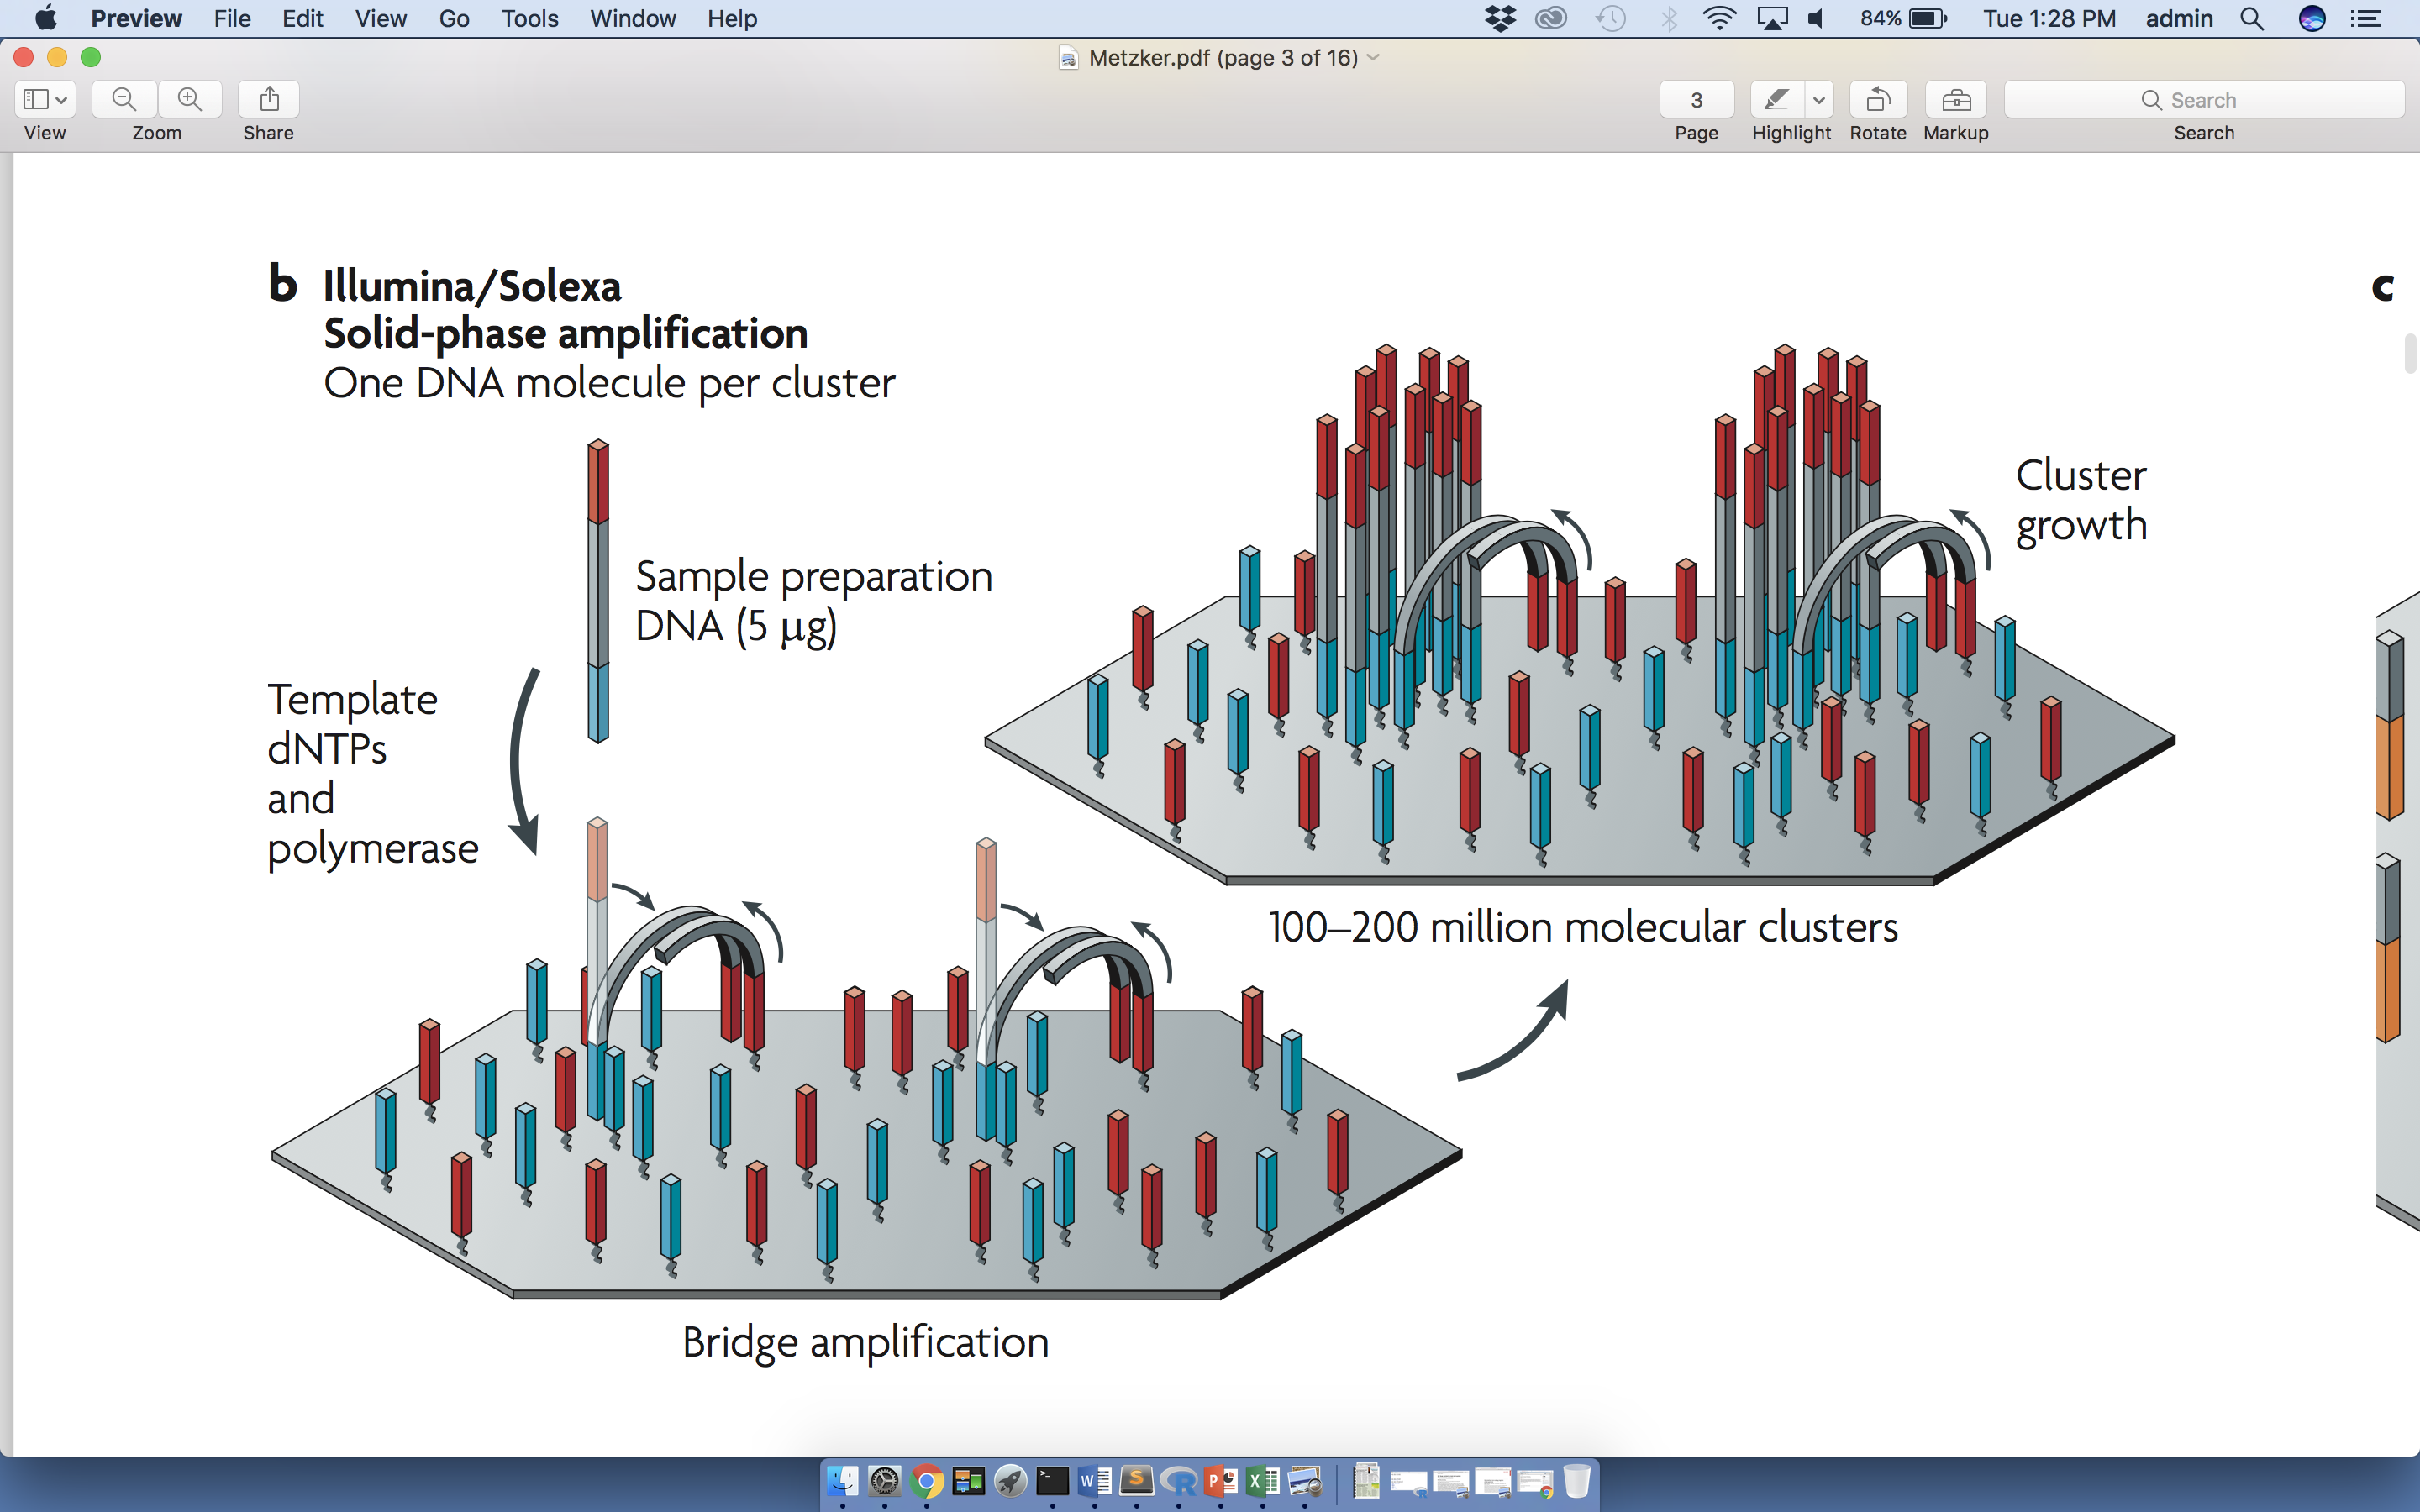 Preview File Edit View Go Tools Window Help 84% Tue 1:28 PM admin
Metzker.pdf (page 3 of 16)
3 Search
View Zoom Share Page Highlight Rotate Markup Search
b Illumina/Solexa
Solid-phase amplification
One DNA molecule per cluster
Sample preparation
DNA (5 µg)
Template
dNTPs
and
polymerase
Bridge amplification
Cluster
growth
100–200 million molecular clusters
c